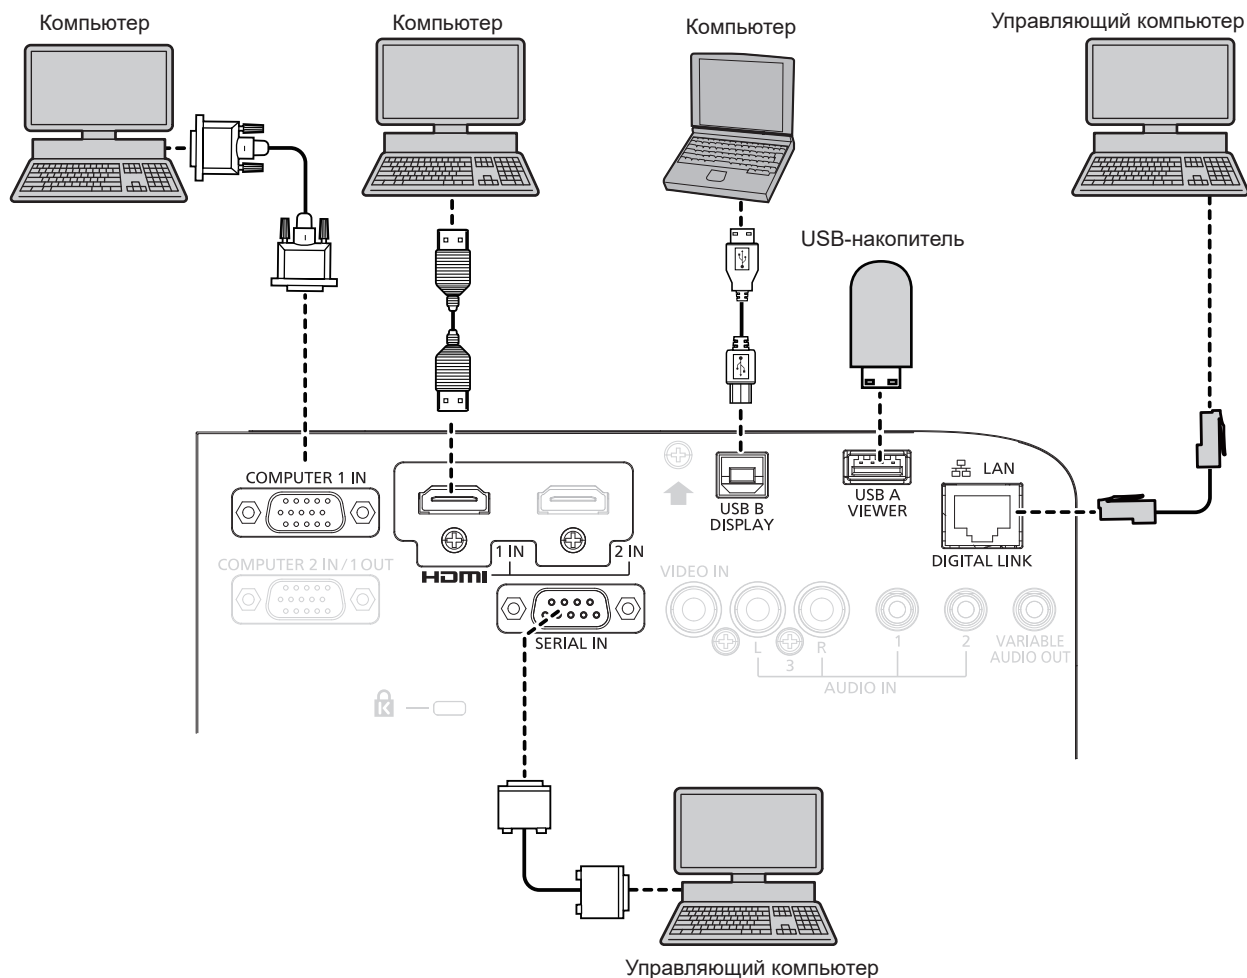 Компьютер
Компьютер
Компьютер
Управляющий компьютер
USB-накопитель
COMPUTER 1 IN
COMPUTER 2 IN / 1 OUT
HDMI
1 IN
2 IN
SERIAL IN
USB B
DISPLAY
USB A
VIEWER
LAN
DIGITAL LINK
VIDEO IN
L
R
3
1
2
AUDIO IN
VARIABLE
AUDIO OUT
K
Управляющий компьютер